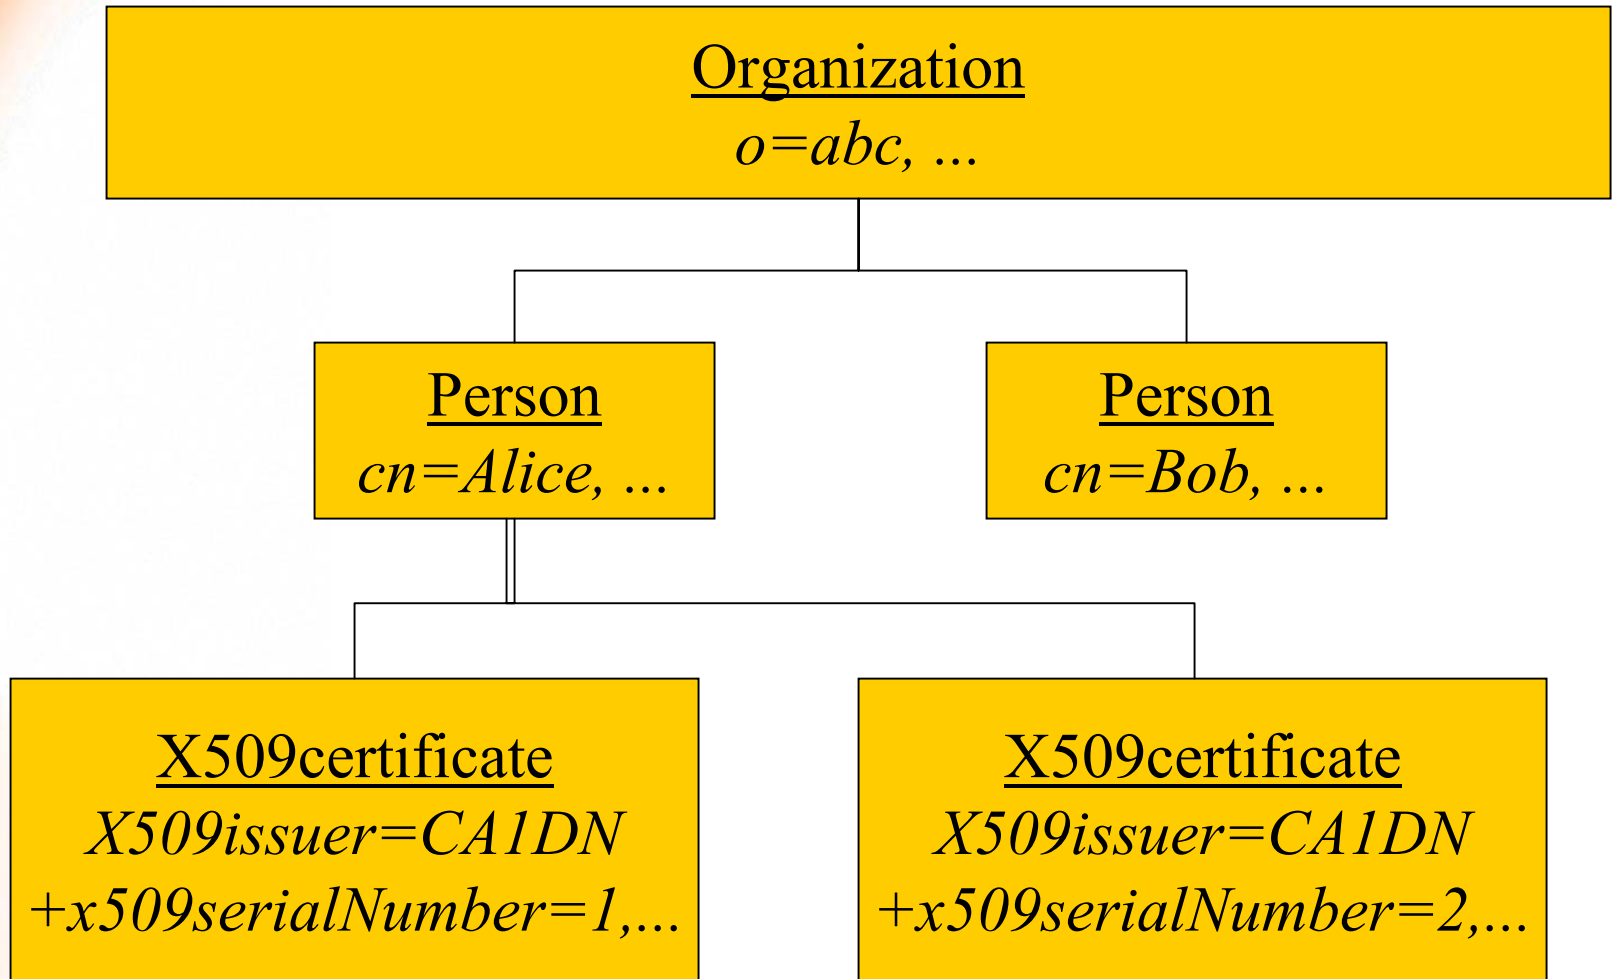 Organization
o=abc, ...
Person
cn=Alice, ...
Person
cn=Bob, ...
X509certificate
X509issuer=CA1DN
+x509serialNumber=1,...
X509certificate
X509issuer=CA1DN
+x509serialNumber=2,...